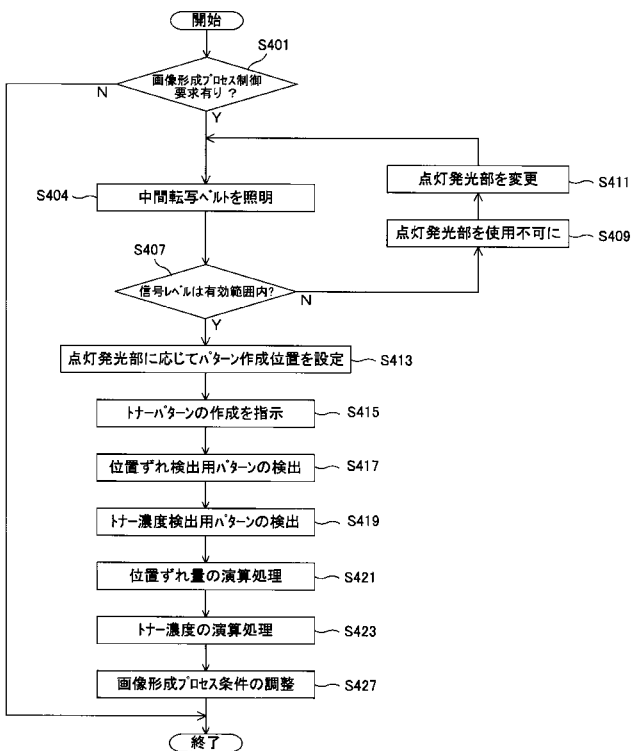 開始
S401
画像形成プロセス制御
要求有り？
N
Y
S404
中間転写ベルトを照明
点灯発光部を変更
S411
点灯発光部を使用不可に
S409
S407
信号レベルは有効範囲内？
N
Y
点灯発光部に応じてパターン作成位置を設定
S413
トナーパターンの作成を指示
S415
位置ずれ検出用パターンの検出
S417
トナー濃度検出用パターンの検出
S419
位置ずれ量の演算処理
S421
トナー濃度の演算処理
S423
画像形成プロセス条件の調整
S427
終了